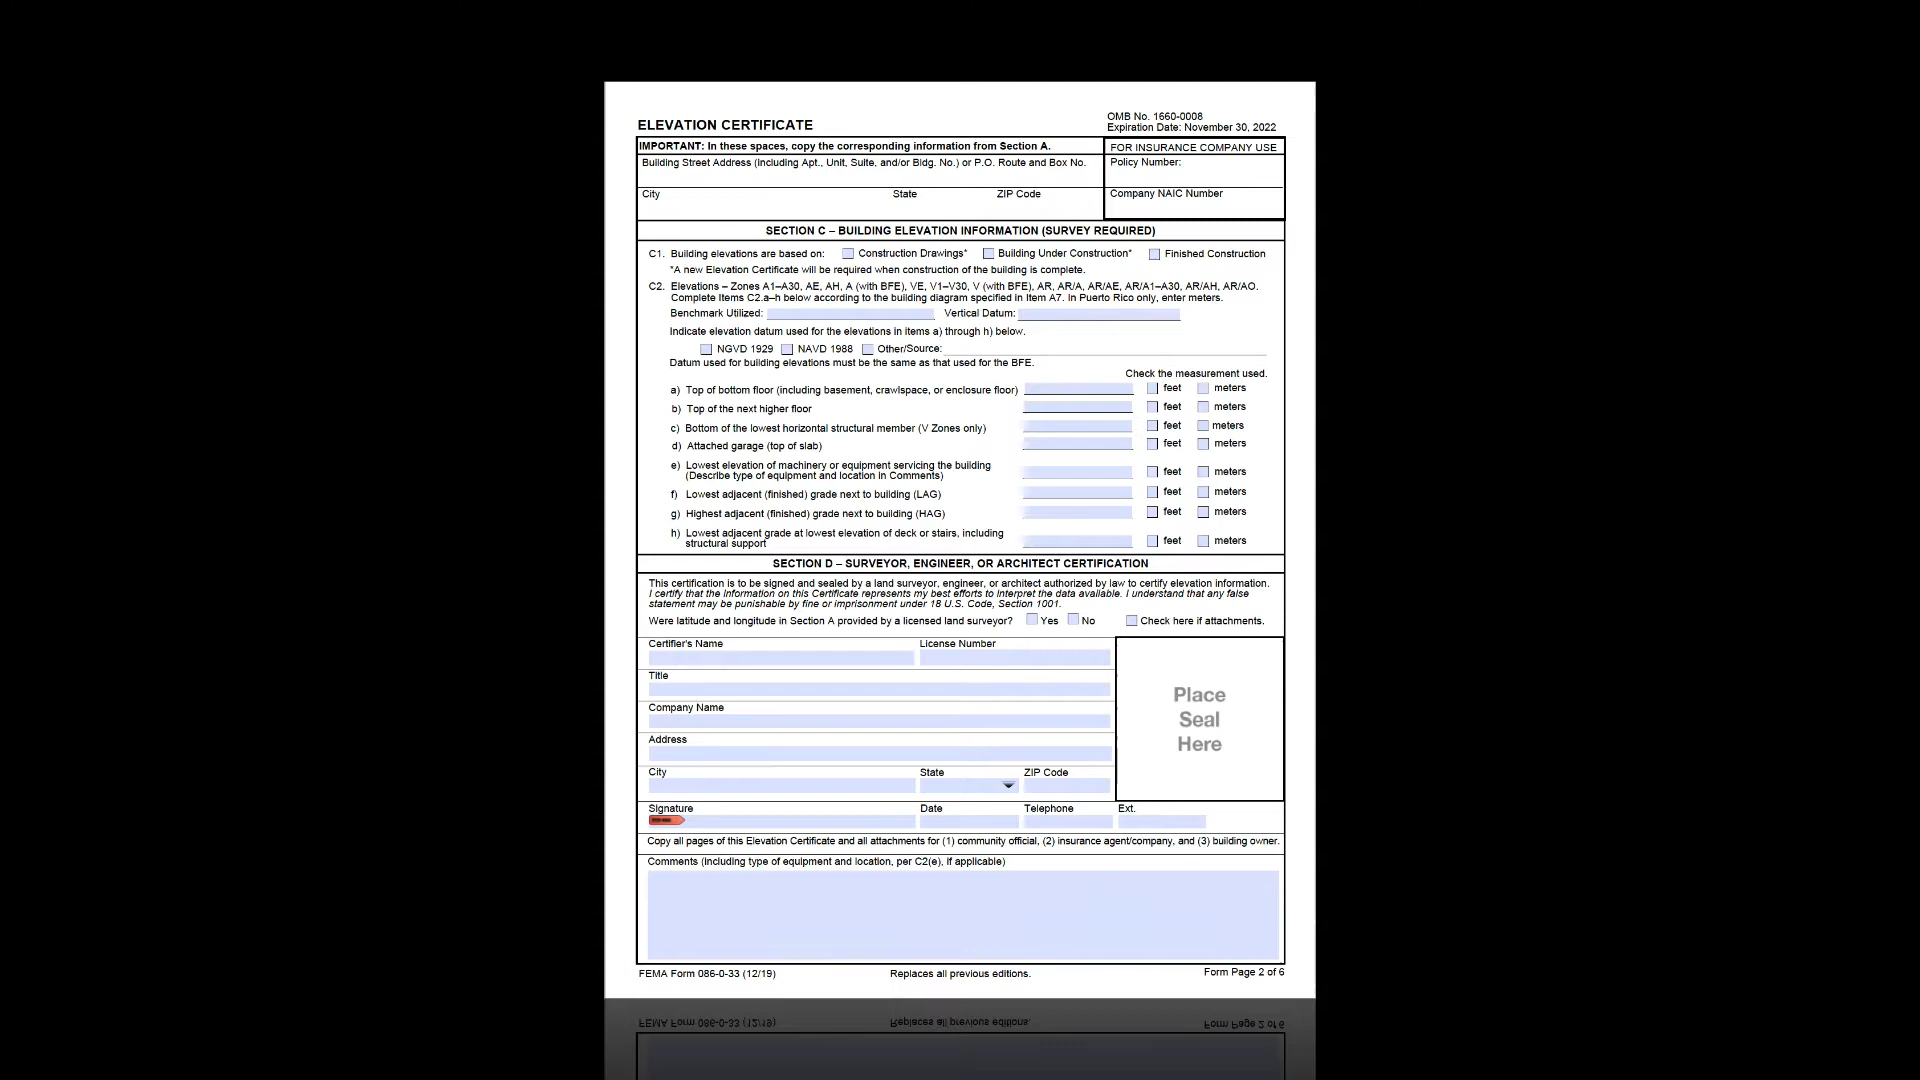 ELEVATION CERTIFICATE
OMB No. 1660-0008
Expiration Date: November 30, 2022
IMPORTANT: In these spaces, copy the corresponding information from Section A.
FOR INSURANCE COMPANY USE
Building Street Address (including Apt., Unit, Suite, and/or Bldg. No.) or P.O. Route and Box No.
Policy Number:
City State ZIP Code
Company NAIC Number
SECTION C – BUILDING ELEVATION INFORMATION (SURVEY REQUIRED)
C1. Building elevations are based on: Construction Drawings* Building Under Construction* Finished Construction
*A new Elevation Certificate will be required when construction of the building is complete.
C2. Elevations – Zones A1–A30, AE, AH, A (with BFE), VE, V1–V30, V (with BFE), AR, AR/A, AR/AE, AR/A1–A30, AR/AH, AR/AO.
Complete Items C2.a–h below according to the building diagram specified in Item A7. In Puerto Rico only, enter meters.
Benchmark Utilized: Vertical Datum:
Indicate elevation datum used for the elevations in items a) through h) below.
NGVD 1929 NAVD 1988 Other/Source:
Datum used for building elevations must be the same as that used for the BFE.
Check the measurement used.
a) Top of bottom floor (including basement, crawlspace, or enclosure floor) feet meters
b) Top of the next higher floor feet meters
c) Bottom of the lowest horizontal structural member (V Zones only) feet meters
d) Attached garage (top of slab) feet meters
e) Lowest elevation of machinery or equipment servicing the building
(Describe type of equipment and location in Comments) feet meters
f) Lowest adjacent (finished) grade next to building (LAG) feet meters
g) Highest adjacent (finished) grade next to building (HAG) feet meters
h) Lowest adjacent grade at lowest elevation of deck or stairs, including
structural support feet meters
SECTION D – SURVEYOR, ENGINEER, OR ARCHITECT CERTIFICATION
This certification is to be signed and sealed by a land surveyor, engineer, or architect authorized by law to certify elevation information.
I certify that the information on this Certificate represents my best efforts to interpret the data available. I understand that any false
statement may be punishable by fine or imprisonment under 18 U.S. Code, Section 1001.
Were latitude and longitude in Section A provided by a licensed land surveyor? Yes No Check here if attachments.
Certifier's Name License Number
Title
Company Name
Address
City State ZIP Code
Place
Seal
Here
Signature Date Telephone Ext.
Copy all pages of this Elevation Certificate and all attachments for (1) community official, (2) insurance agent/company, and (3) building owner.
Comments (including type of equipment and location, per C2(e), if applicable)
FEMA Form 086-0-33 (12/19) Replaces all previous editions. Form Page 2 of 6